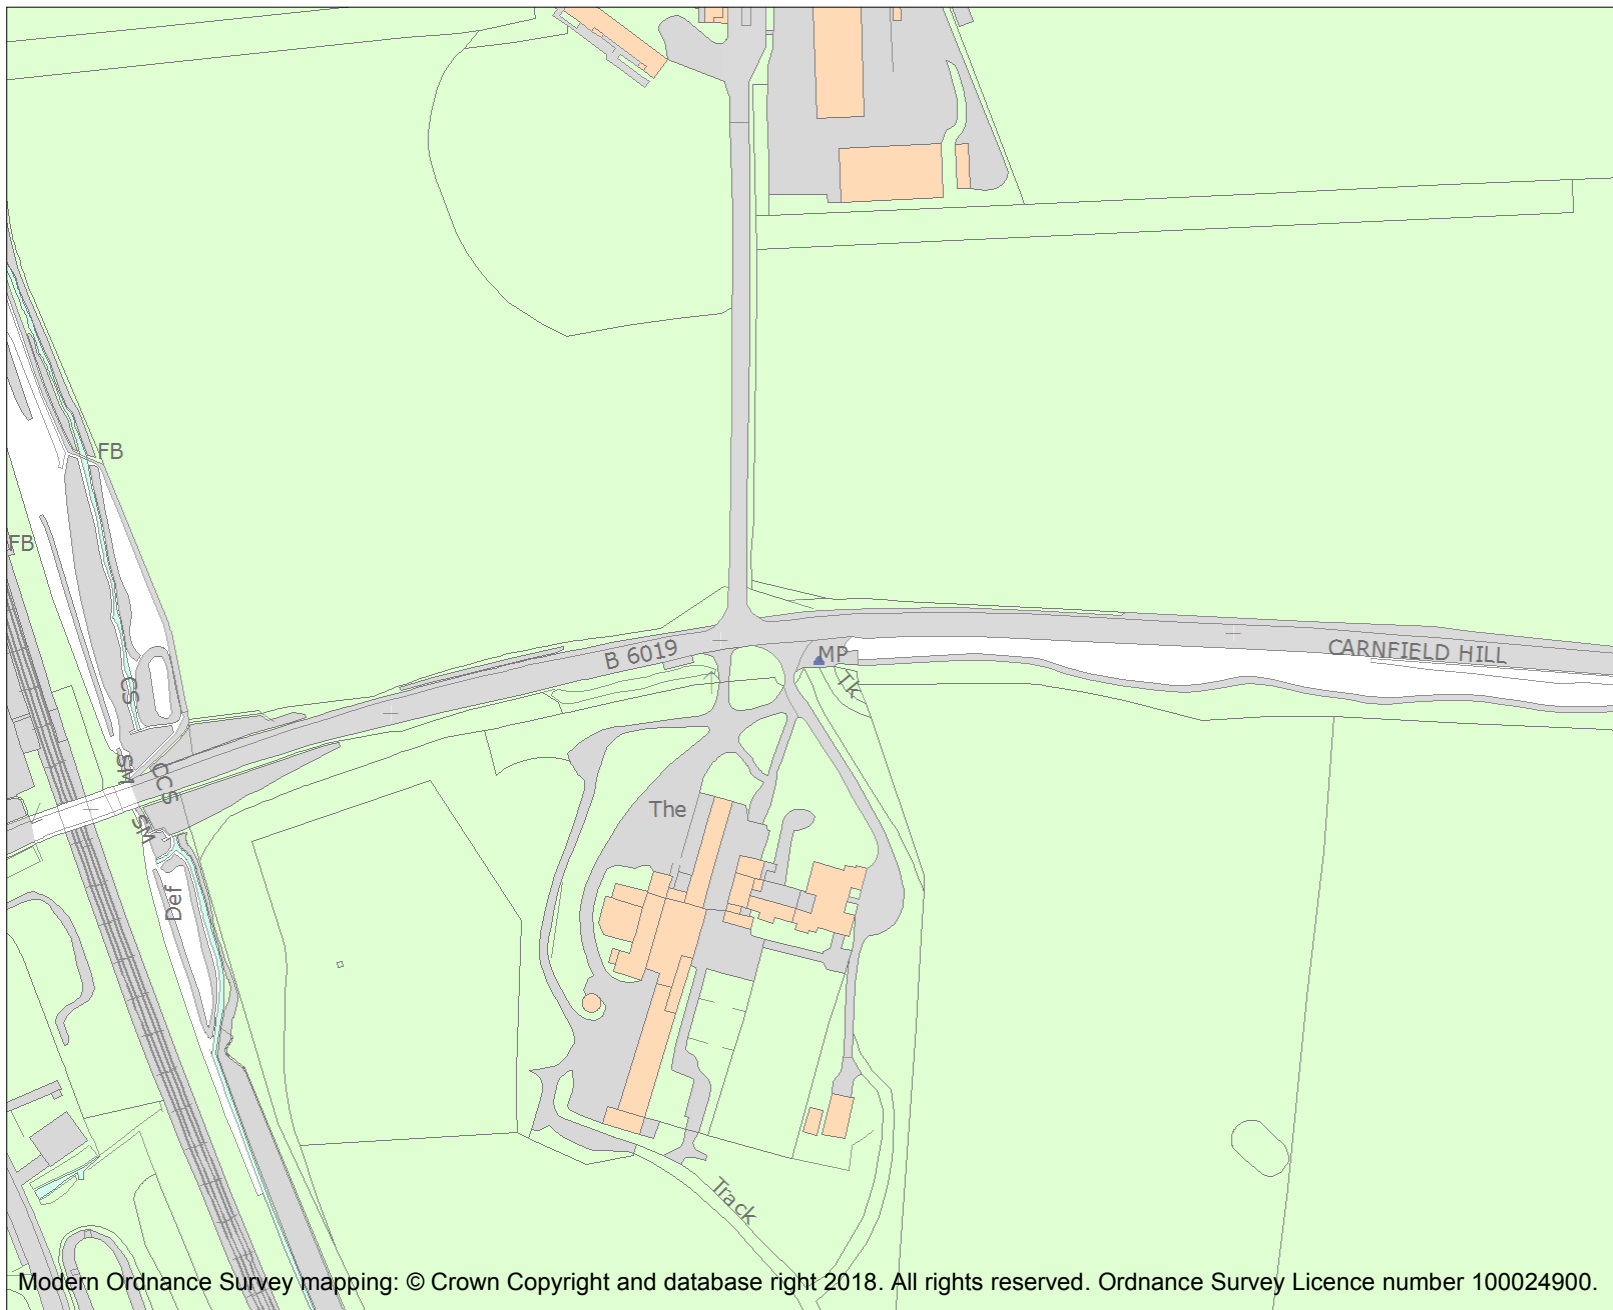 FB
FB
B 6019
MP
CARNFIELD HILL
Tk
CS
SM
CCS
SM
The
Def
Track
Modern Ordnance Survey mapping: © Crown Copyright and database right 2018. All rights reserved. Ordnance Survey Licence number 100024900.